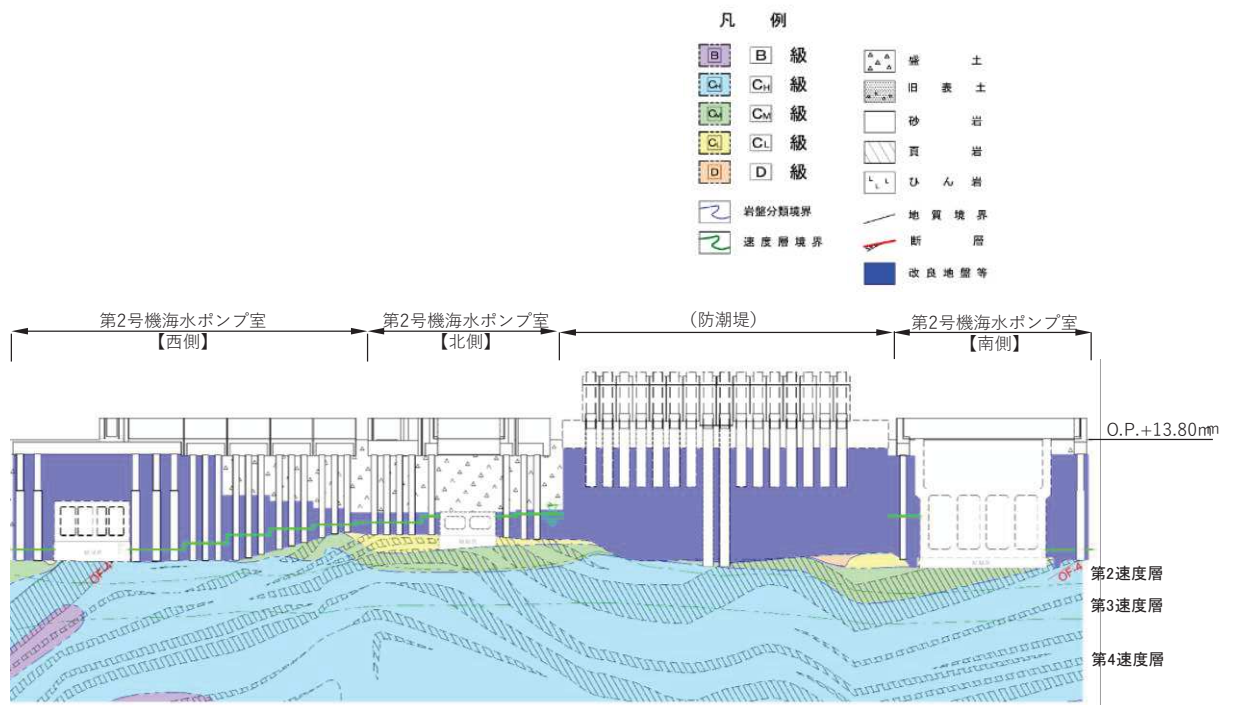 凡 例
B B 級
CH CH 級
CM CM 級
CL CL 級
D D 級
岩盤分類境界
速度層境界
盛土
旧表土
砂岩
頁岩
ひん岩
地質境界
断層
改良地盤等
第2号機海水ポンプ室
【西側】
第2号機海水ポンプ室
【北側】
(防潮堤)
第2号機海水ポンプ室
【南側】
O.P.+13.80m
OF-4
OF-4
第2速度層
第3速度層
第4速度層